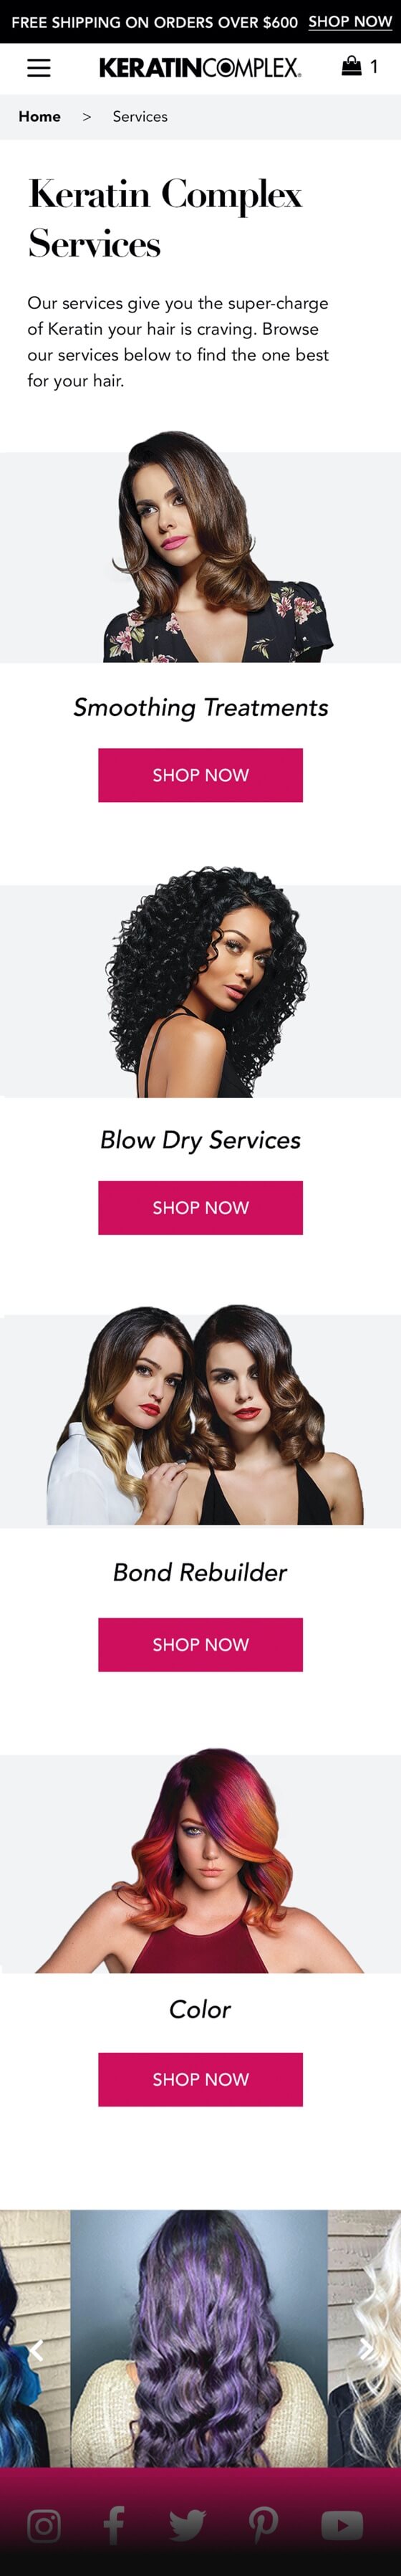 FREE SHIPPING ON ORDERS OVER $600 SHOP NOW
KERATINCOMPLEX 1
Home > Services
Keratin Complex
Services
Our services give you the super-charge
of Keratin your hair is craving. Browse
our services below to find the one best
for your hair.
Smoothing Treatments
SHOP NOW
Blow Dry Services
SHOP NOW
Bond Rebuilder
SHOP NOW
Color
SHOP NOW